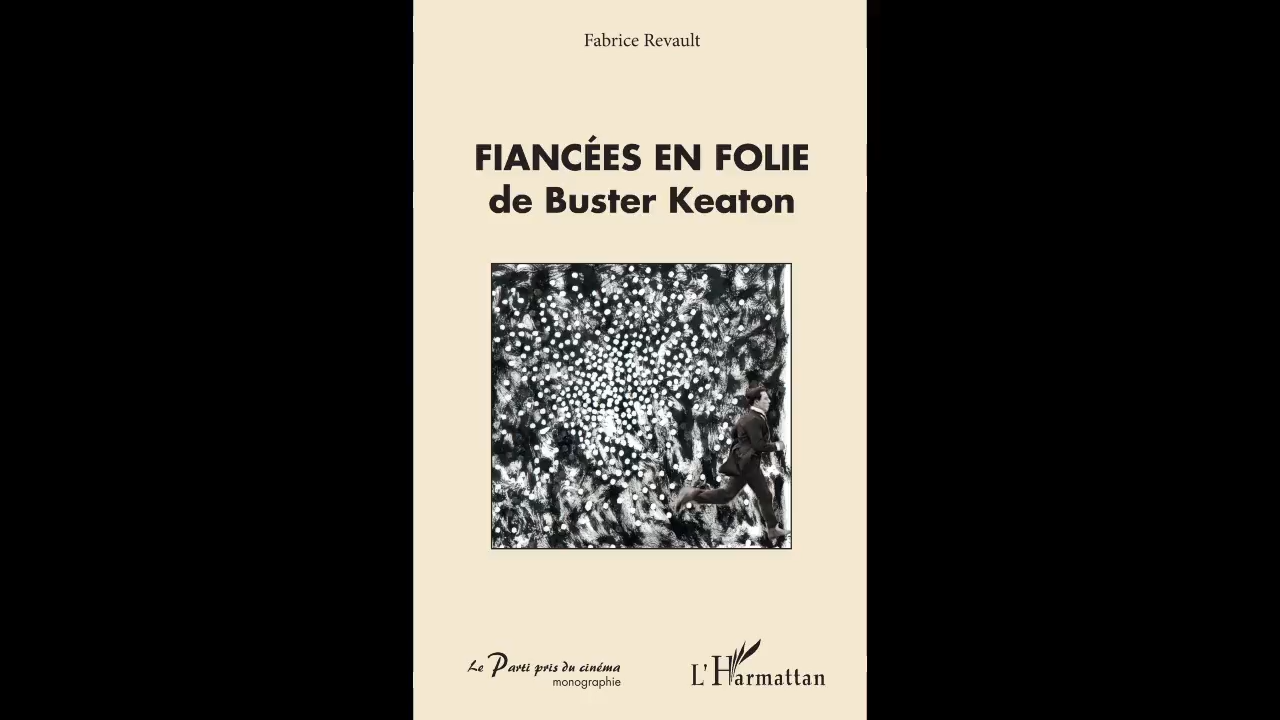 Fabrice Revault
FIANCÉES EN FOLIE
de Buster Keaton
Le Parti pris du cinéma
monographie
L'Harmattan